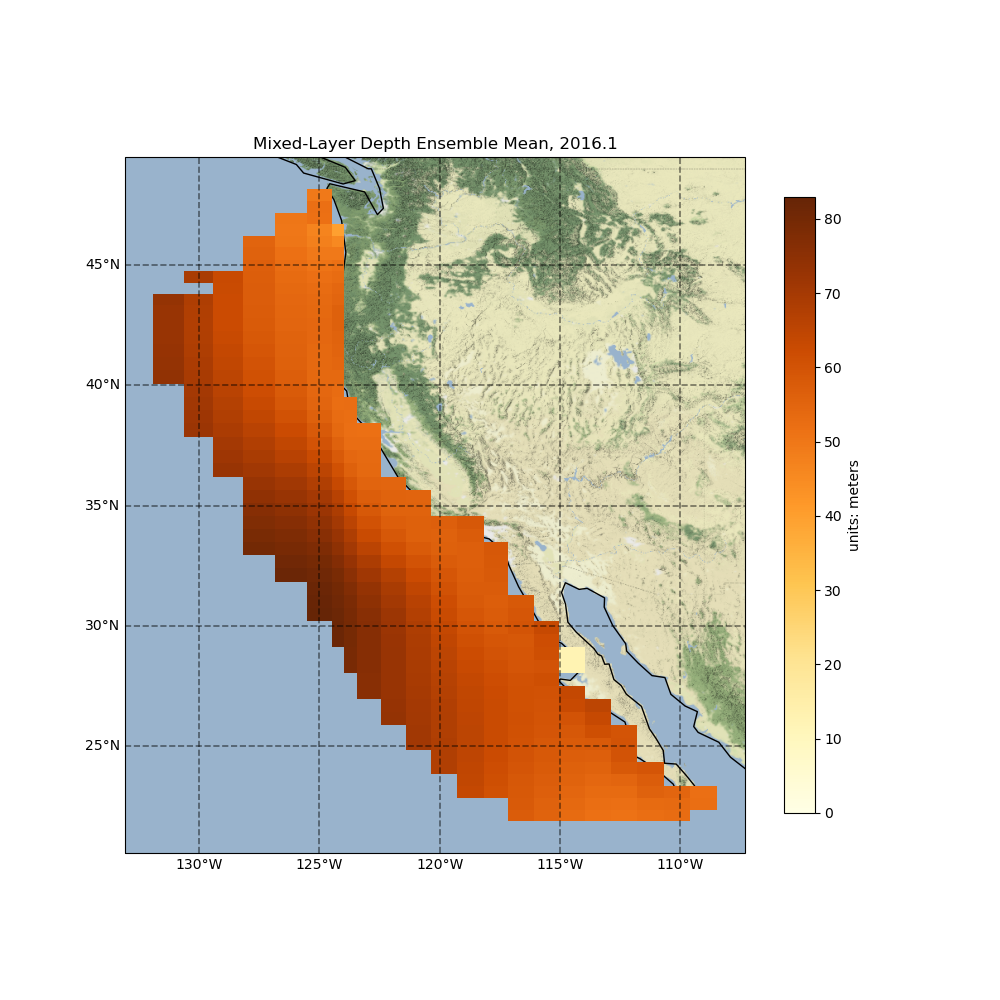 Mixed-Layer Depth Ensemble Mean, 2016.1
45°N
40°N
35°N
30°N
25°N
130°W
125°W
120°W
115°W
110°W
80
70
60
50
40
30
20
10
0
units: meters